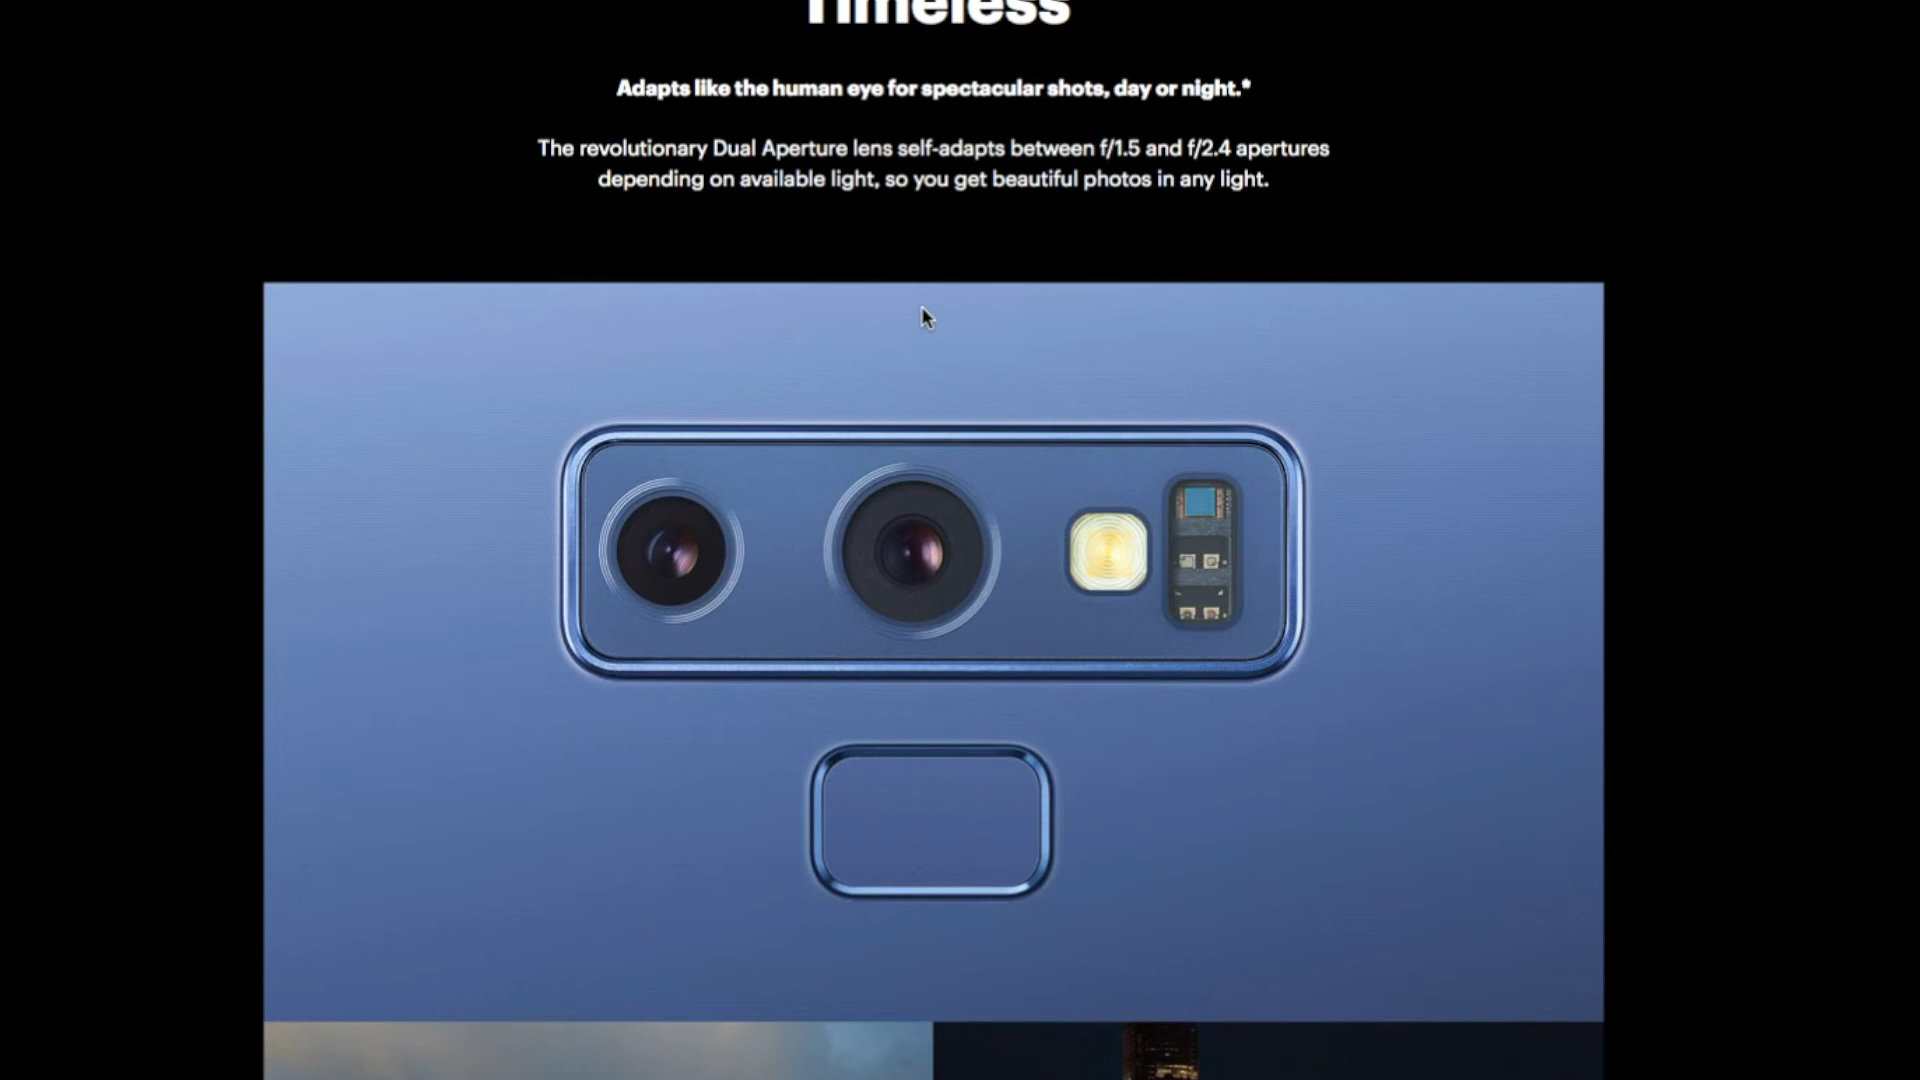 Timeless
Adapts like the human eye for spectacular shots, day or night.*
The revolutionary Dual Aperture lens self-adapts between f/1.5 and f/2.4 apertures
depending on available light, so you get beautiful photos in any light.